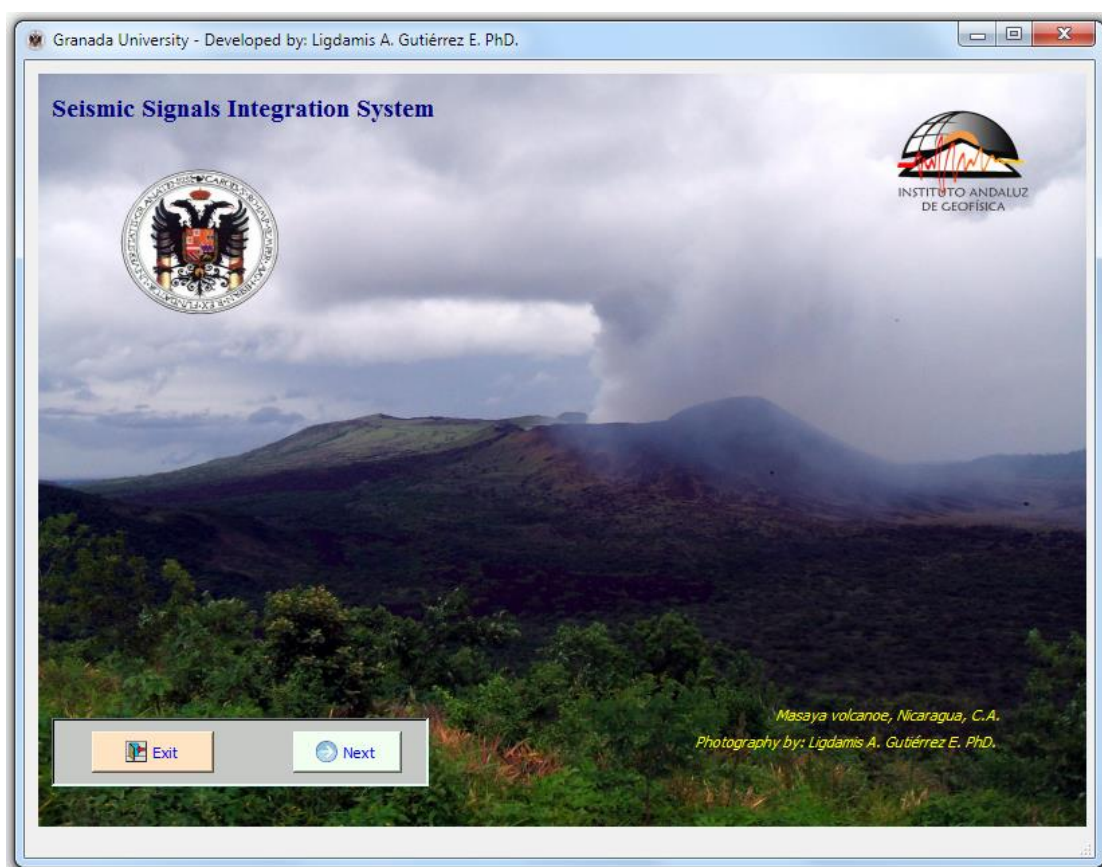 Granada University - Developed by: Ligdamis A. Gutiérrez E. PhD.
Seismic Signals Integration System
INSTITUTO ANDALUZ
DE GEOFÍSICA
Masaya volcanoe, Nicaragua, C.A.
Photography by: Ligdamis A. Gutiérrez E. PhD.
Exit
Next